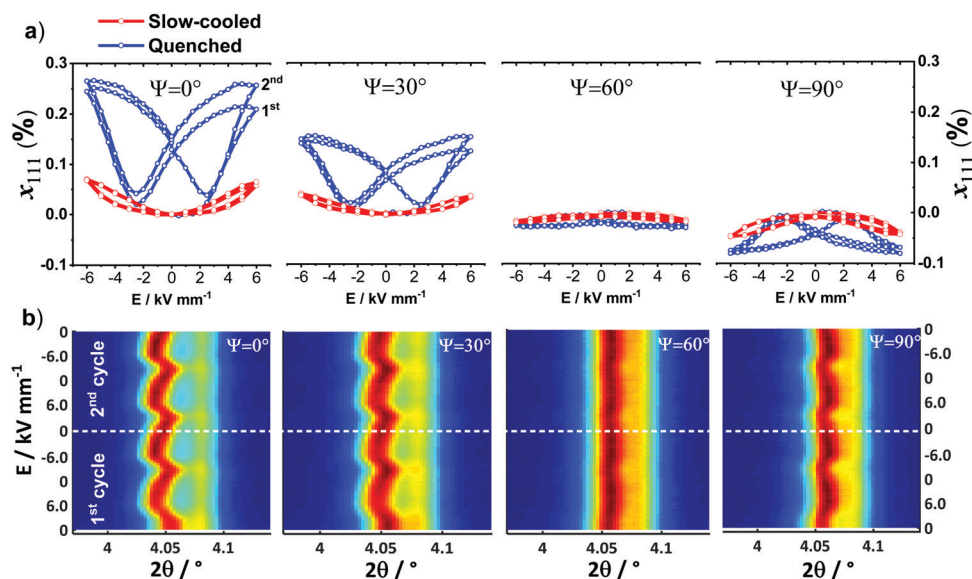 Slow-cooled
Quenched
a)
Ψ=0° Ψ=30° Ψ=60° Ψ=90°
2nd
1st
x111 (%)
0.3
0.2
0.1
0.0
-0.1
-6 -4 -2 0 2 4 6
E / kV mm-1
-6 -4 -2 0 2 4 6
E / kV mm-1
-6 -4 -2 0 2 4 6
E / kV mm-1
-6 -4 -2 0 2 4 6
E / kV mm-1
0.3
0.2
0.1
0.0
-0.1
x111 (%)
b)
Ψ=0° Ψ=30° Ψ=60° Ψ=90°
E / kV mm-1
0
-6.0
0
6.0
0
-6.0
0
6.0
0
2nd cycle
1st cycle
0
-6.0
0
6.0
0
-6.0
0
6.0
0
E / kV mm-1
4 4.05 4.1
2θ / °
4 4.05 4.1
2θ / °
4 4.05 4.1
2θ / °
4 4.05 4.1
2θ / °